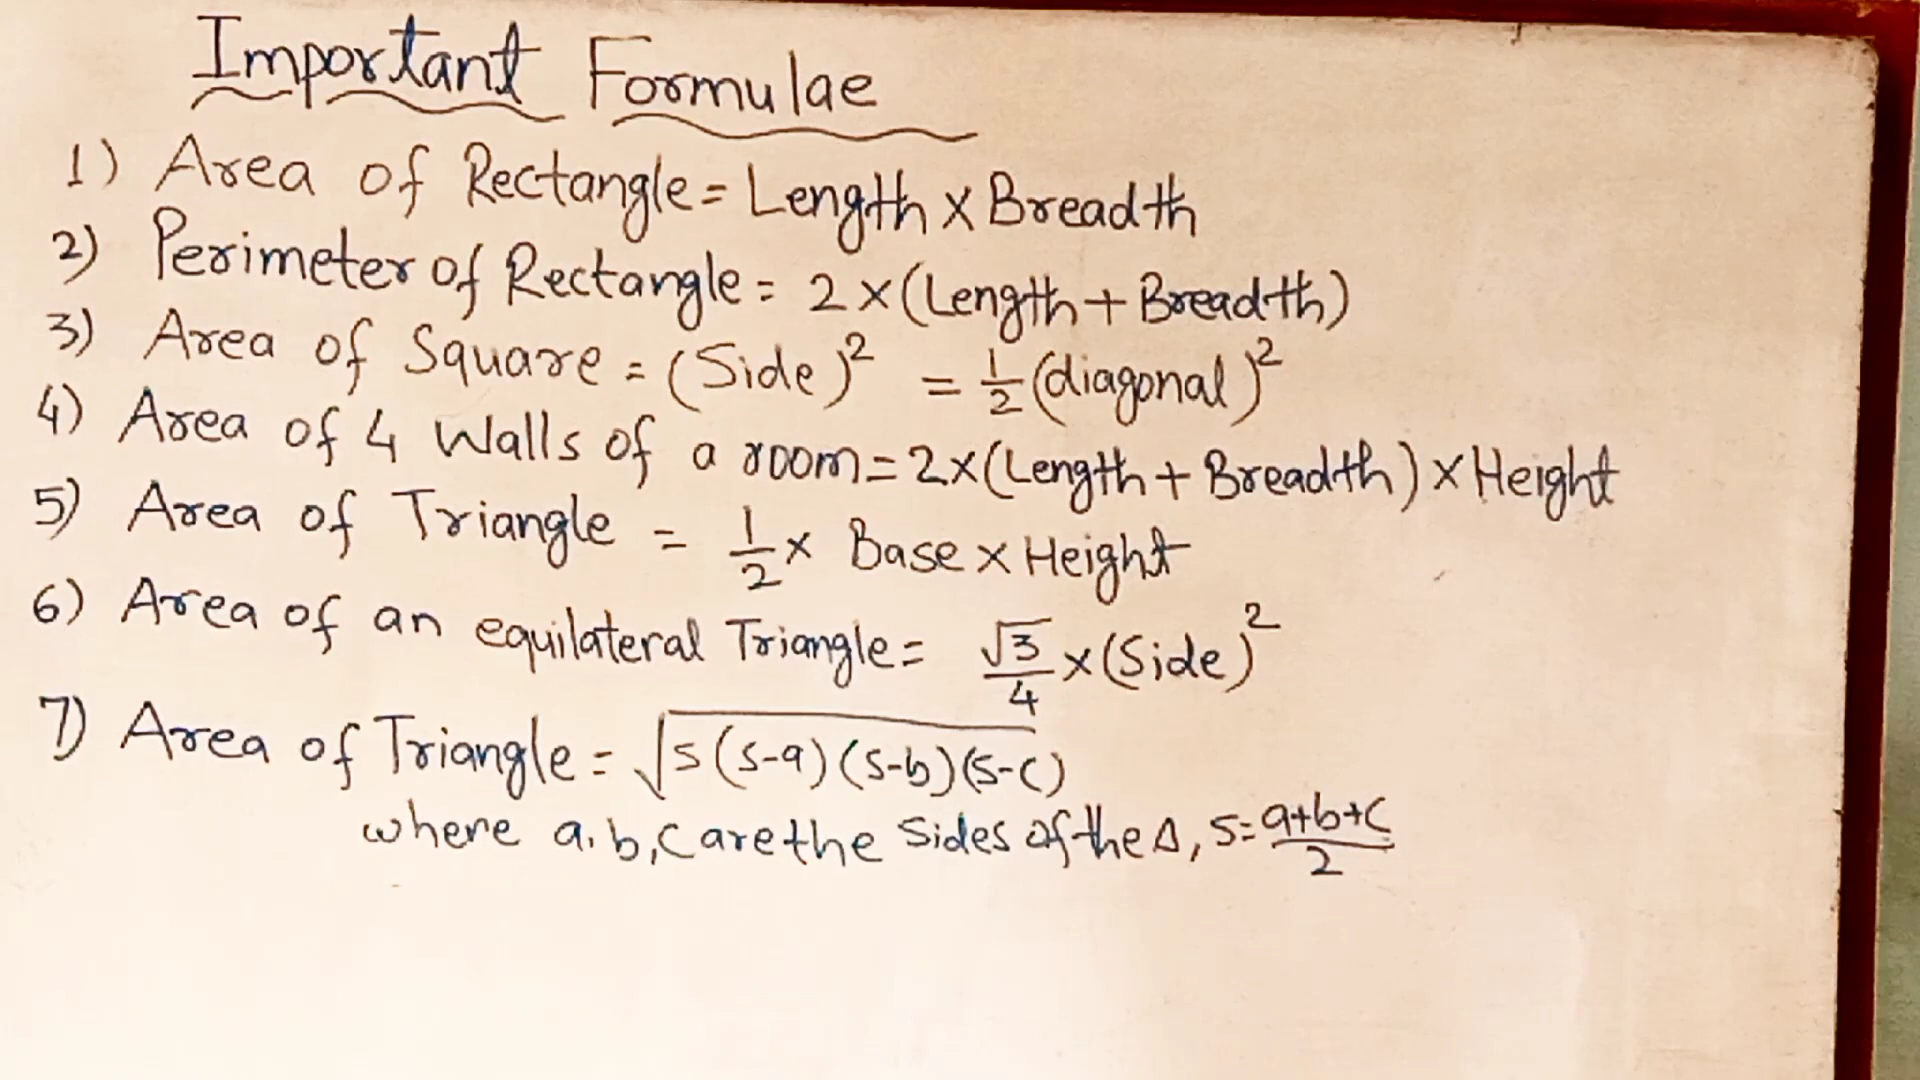 Important Formulae
1) Area of Rectangle = Length × Breadth
2) Perimeter of Rectangle = 2 × (Length + Breadth)
3) Area of Square = (Side)² = 1/2 (diagonal)²
4) Area of 4 Walls of a room = 2×(Length + Breadth) × Height
5) Area of Triangle = 1/2 × Base × Height
6) Area of an equilateral Triangle = √3/4 × (Side)²
7) Area of Triangle = √s(s-a)(s-b)(s-c)
where a, b, c are the sides of the Δ, s = a+b+c/2